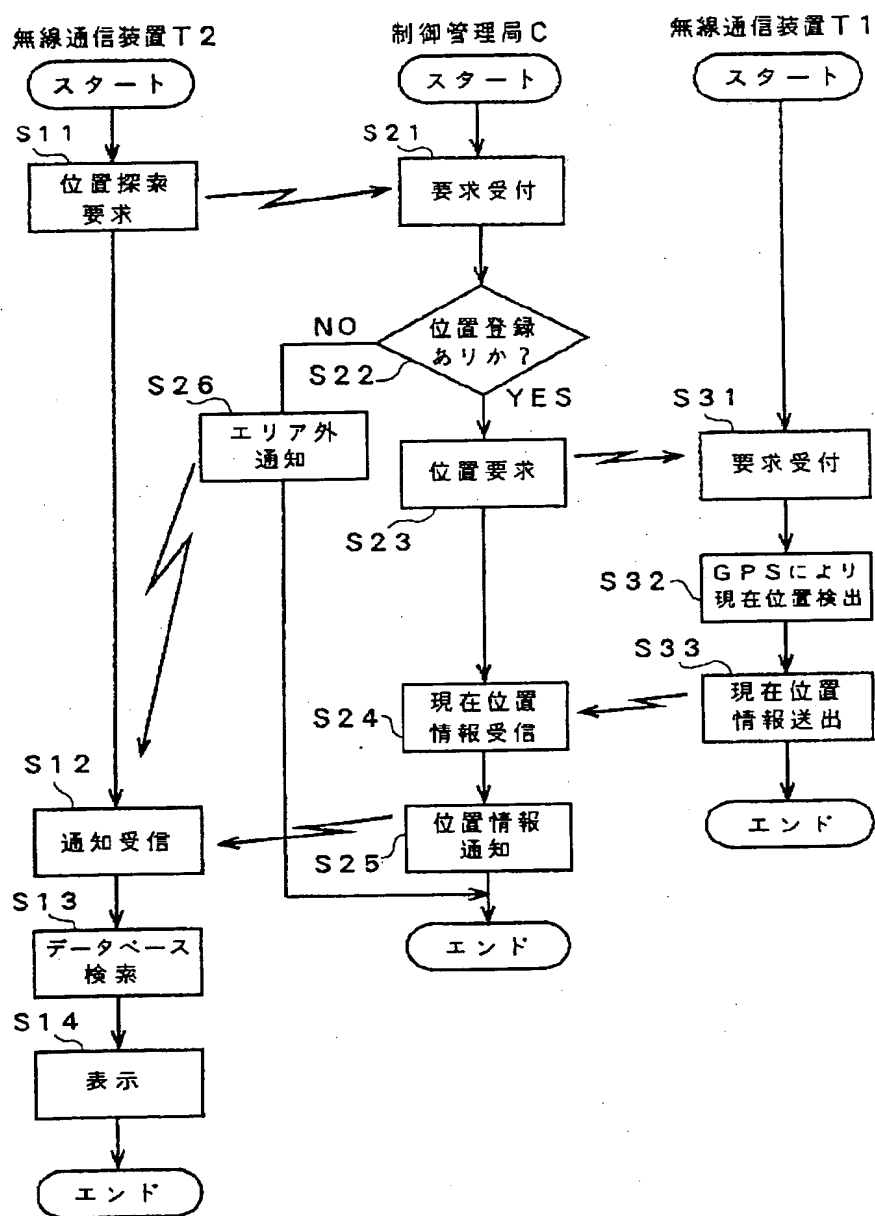 無線通信装置T2
スタート
S11
位置探索
要求
S12
通知受信
S13
データベース
検索
S14
表示
エンド
制御管理局C
スタート
S21
要求受付
位置登録
ありか？
S22
NO
YES
S26
エリア外
通知
位置要求
S23
現在位置
情報受信
S24
位置情報
通知
S25
エンド
無線通信装置T1
スタート
S31
要求受付
S32
GPSにより
現在位置検出
S33
現在位置
情報送出
エンド